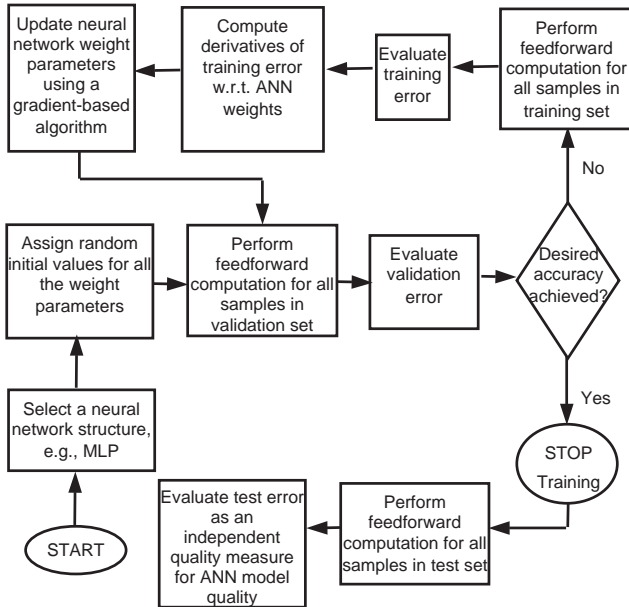 Update neural
network weight
parameters
using a
gradient-based
algorithm
Compute
derivatives of
training error
w.r.t. ANN
weights
Evaluate
training
error
Perform
feedforward
computation for
all samples in
training set
No
Assign random
initial values for all
the weight
parameters
Perform
feedforward
computation for all
samples in
validation set
Evaluate
validation
error
Desired
accuracy
achieved?
Yes
Select a neural
network structure,
e.g., MLP
STOP
Training
START
Evaluate test error
as an
independent
quality measure
for ANN model
quality
Perform
feedforward
computation for all
samples in test set